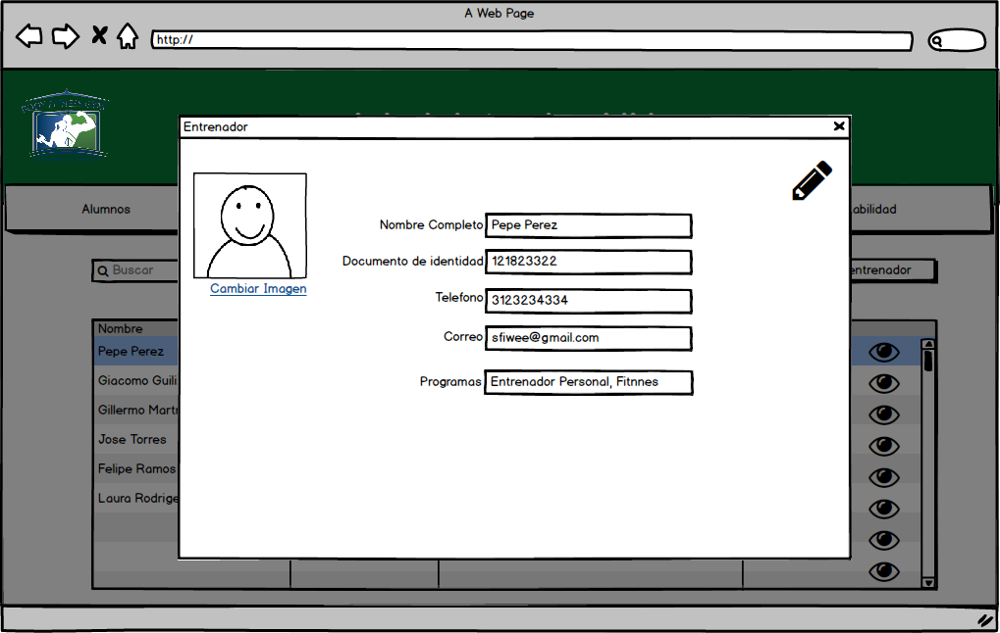 A Web Page
http://
Entrenador
Alumnos
Buscar
entrenador
Nombre Completo Pepe Perez
Documento de identidad 121823322
Telefono 3123234334
Correo sfiwee@gmail.com
Programas Entrenador Personal, Fitnnes
Cambiar Imagen
Nombre
Pepe Perez
Giacomo Guili
Gillermo Mart
Jose Torres
Felipe Ramos
Laura Rodrige